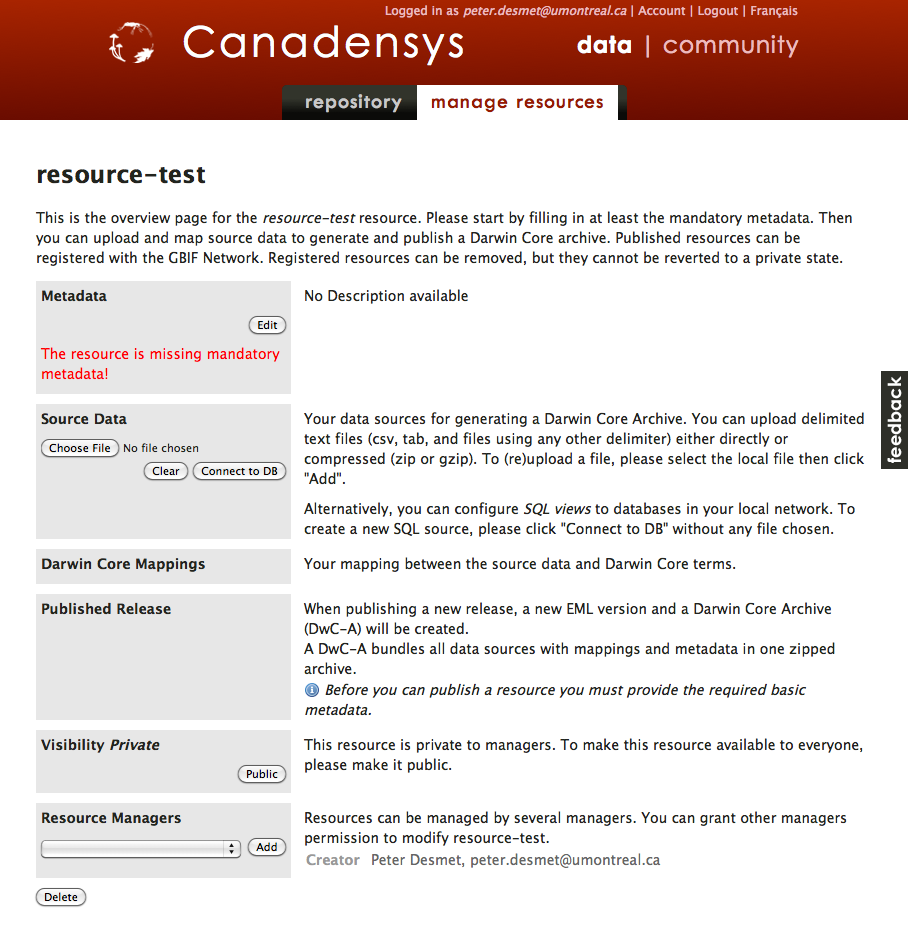 Logged in as peter.desmet@umontreal.ca | Account | Logout | Français
Canadensys
data | community
repository
manage resources
resource-test
This is the overview page for the resource-test resource. Please start by filling in at least the mandatory metadata. Then
you can upload and map source data to generate and publish a Darwin Core archive. Published resources can be
registered with the GBIF Network. Registered resources can be removed, but they cannot be reverted to a private state.
Metadata
Edit
The resource is missing mandatory
metadata!
No Description available
Source Data
Choose File No file chosen
Clear Connect to DB
Your data sources for generating a Darwin Core Archive. You can upload delimited
text files (csv, tab, and files using any other delimiter) either directly or
compressed (zip or gzip). To (re)upload a file, please select the local file then click
"Add".
Alternatively, you can configure SQL views to databases in your local network. To
create a new SQL source, please click "Connect to DB" without any file chosen.
feedback
Darwin Core Mappings
Your mapping between the source data and Darwin Core terms.
Published Release
When publishing a new release, a new EML version and a Darwin Core Archive
(DwC-A) will be created.
A DwC-A bundles all data sources with mappings and metadata in one zipped
archive.
Before you can publish a resource you must provide the required basic
metadata.
Visibility Private
Public
This resource is private to managers. To make this resource available to everyone,
please make it public.
Resource Managers
Add
Resources can be managed by several managers. You can grant other managers
permission to modify resource-test.
Creator Peter Desmet, peter.desmet@umontreal.ca
Delete